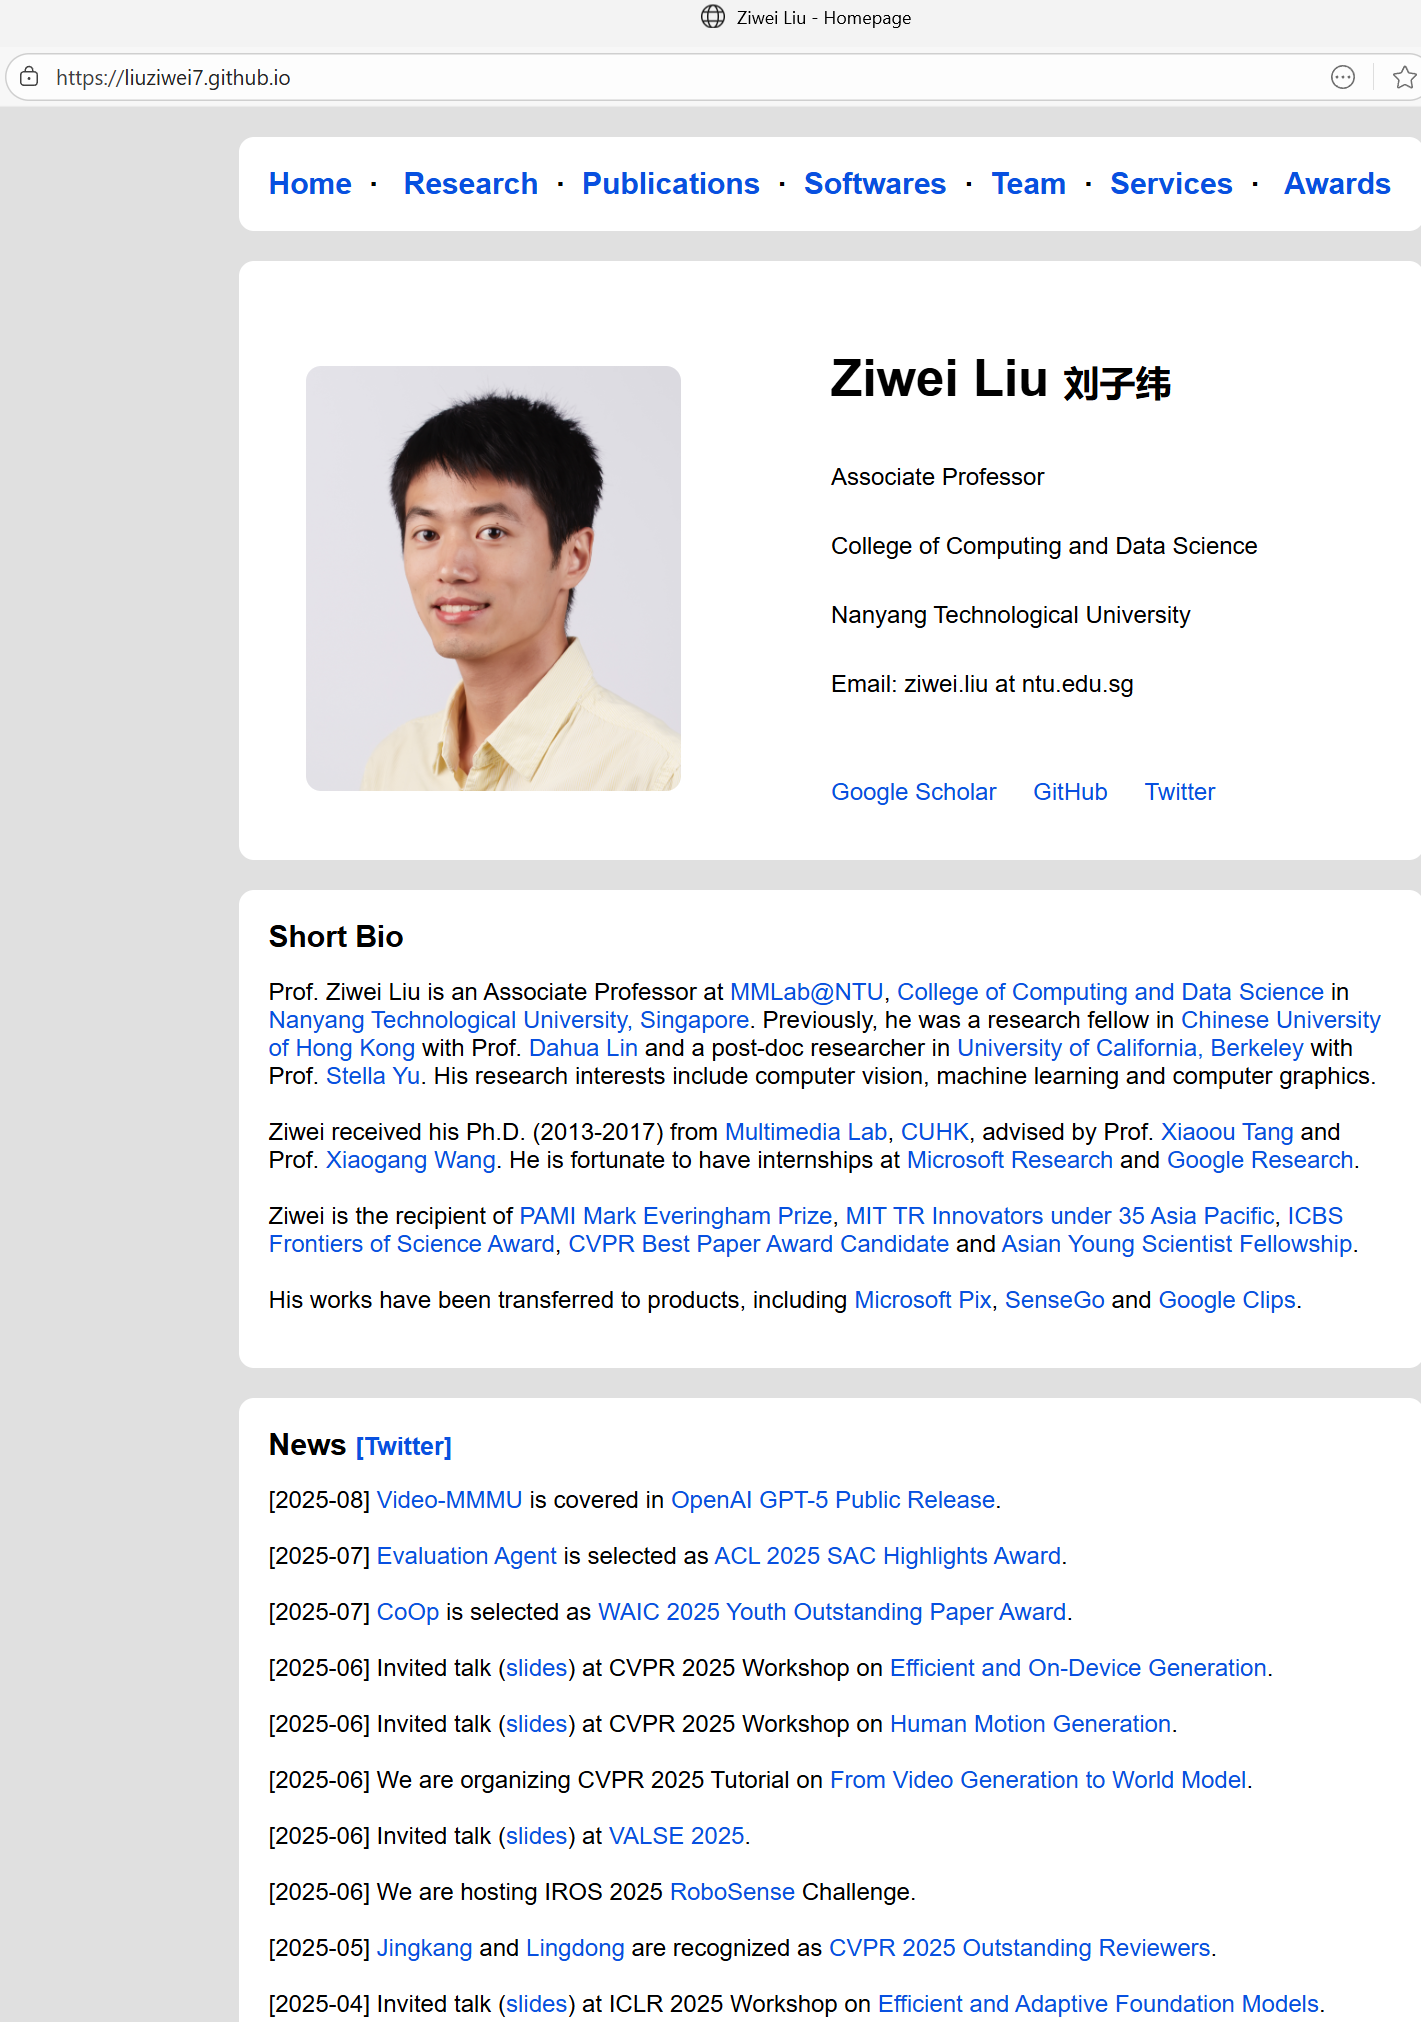 Ziwei Liu - Homepage
https://liuziwei7.github.io
Home · Research · Publications · Softwares · Team · Services · Awards
Ziwei Liu 刘子纬
Associate Professor
College of Computing and Data Science
Nanyang Technological University
Email: ziwei.liu at ntu.edu.sg
Google Scholar GitHub Twitter
Short Bio
Prof. Ziwei Liu is an Associate Professor at MMLab@NTU, College of Computing and Data Science in
Nanyang Technological University, Singapore. Previously, he was a research fellow in Chinese University
of Hong Kong with Prof. Dahua Lin and a post-doc researcher in University of California, Berkeley with
Prof. Stella Yu. His research interests include computer vision, machine learning and computer graphics.
Ziwei received his Ph.D. (2013-2017) from Multimedia Lab, CUHK, advised by Prof. Xiaoou Tang and
Prof. Xiaogang Wang. He is fortunate to have internships at Microsoft Research and Google Research.
Ziwei is the recipient of PAMI Mark Everingham Prize, MIT TR Innovators under 35 Asia Pacific, ICBS
Frontiers of Science Award, CVPR Best Paper Award Candidate and Asian Young Scientist Fellowship.
His works have been transferred to products, including Microsoft Pix, SenseGo and Google Clips.
News [Twitter]
[2025-08] Video-MMMU is covered in OpenAI GPT-5 Public Release.
[2025-07] Evaluation Agent is selected as ACL 2025 SAC Highlights Award.
[2025-07] CoOp is selected as WAIC 2025 Youth Outstanding Paper Award.
[2025-06] Invited talk (slides) at CVPR 2025 Workshop on Efficient and On-Device Generation.
[2025-06] Invited talk (slides) at CVPR 2025 Workshop on Human Motion Generation.
[2025-06] We are organizing CVPR 2025 Tutorial on From Video Generation to World Model.
[2025-06] Invited talk (slides) at VALSE 2025.
[2025-06] We are hosting IROS 2025 RoboSense Challenge.
[2025-05] Jingkang and Lingdong are recognized as CVPR 2025 Outstanding Reviewers.
[2025-04] Invited talk (slides) at ICLR 2025 Workshop on Efficient and Adaptive Foundation Models.